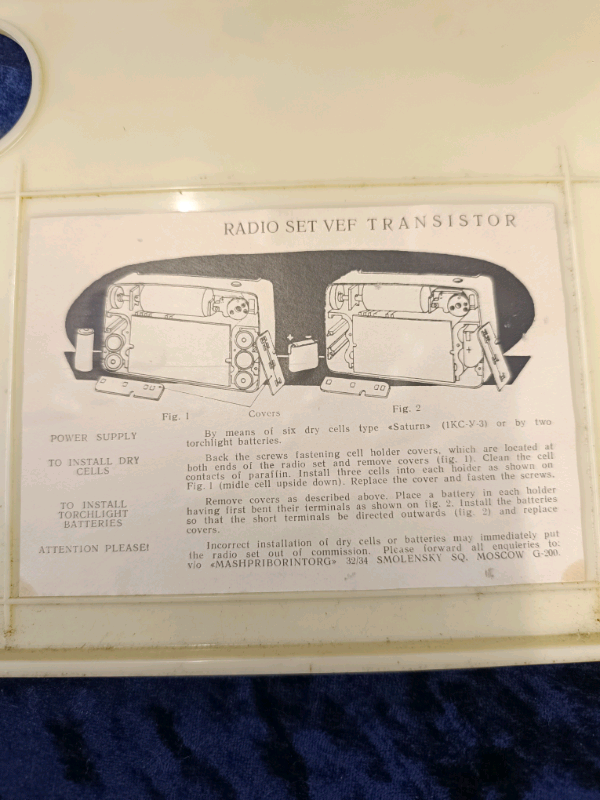 RADIO SET VEF TRANSISTOR
+ -
Fig. 1
Covers
Fig. 2
POWER SUPPLY
By means of six dry cells type «Saturn» (1КС-У-3) or by two
torchlight batteries.
TO INSTALL DRY
CELLS
Back the screws fastening cell holder covers, which are located at
both ends of the radio set and remove covers (fig. 1). Clean the cell
contacts of paraffin. Install three cells into each holder as shown on
Fig. 1 (midle cell upside down). Replace the cover and fasten the screws.
TO INSTALL
TORCHLIGHT
BATTERIES
Remove covers as described above. Place a battery in each holder
having first bent their terminals as shown on fig. 2. Install the batteries
so that the short terminals be directed outwards (fig. 2) and replace
covers.
ATTENTION PLEASE!
Incorrect installation of dry cells or batteries may immediately put
the radio set out of commission. Please forward all enquieries to:
v/o «MASHPRIBORINTORG» 32/34 SMOLENSKY SQ. MOSCOW G-200.